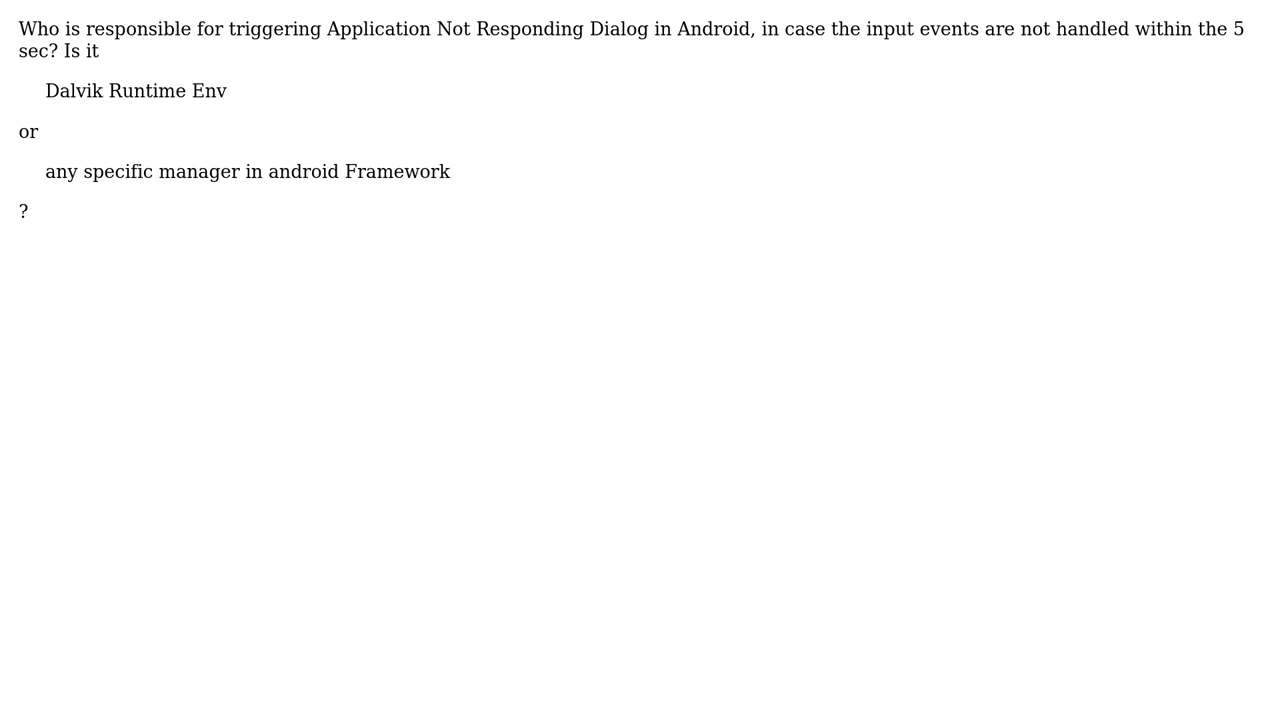 Who is responsible for triggering Application Not Responding Dialog in Android, in case the input events are not handled within the 5
sec? Is it
Dalvik Runtime Env
or
any specific manager in android Framework
?